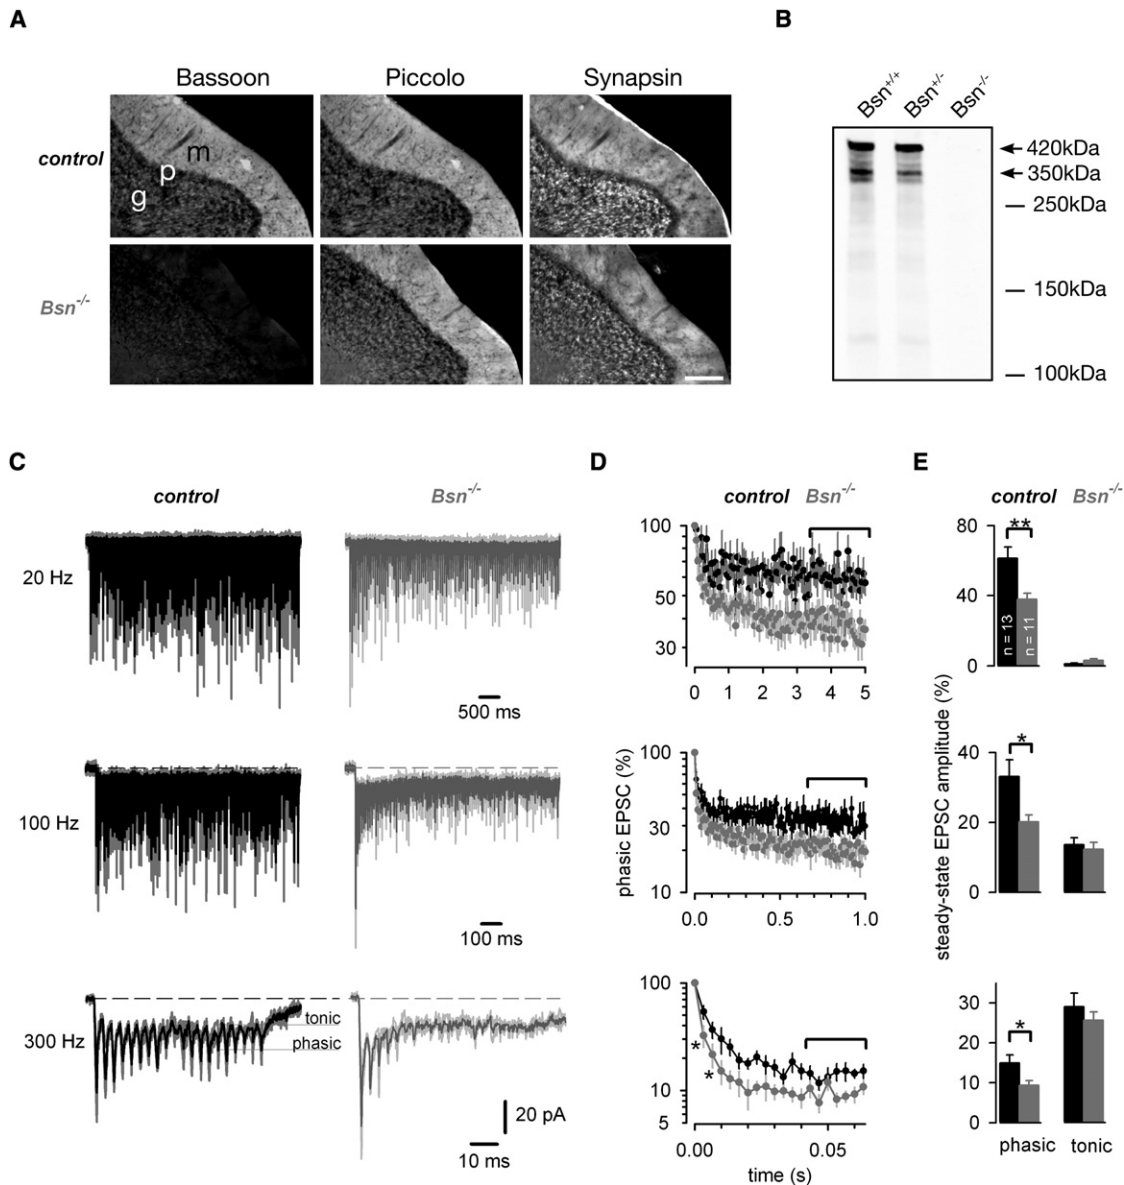 A
B
Bassoon
Piccolo
Synapsin
control
m
p
g
Bsn-/-
Bsn+/+
Bsn+/-
Bsn-/-
420kDa
350kDa
250kDa
150kDa
100kDa
C
D
E
control
Bsn-/-
20 Hz
500 ms
100 Hz
100 ms
300 Hz
tonic
phasic
20 pA
10 ms
control Bsn-/-
phasic EPSC (%)
100
50
30
0 1 2 3 4 5
100
30
10
0.0 0.5 1.0
100
10
5
*
*
0.00 0.05
time (s)
control Bsn-/-
steady-state EPSC amplitude (%)
80
40
0
**
n = 13
n = 11
40
20
0
*
30
20
10
0
*
phasic tonic